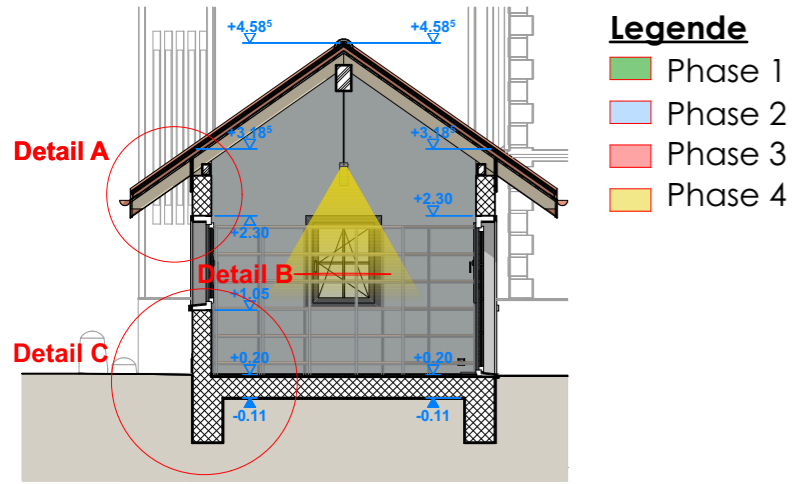 +4.58⁵ +4.58⁵
Legende
Phase 1
Phase 2
Phase 3
Phase 4
Detail A
+3.18⁵ +3.18⁵
+2.30
+2.30
Detail B
+1.05
Detail C
+0.20 +0.20
-0.11 -0.11